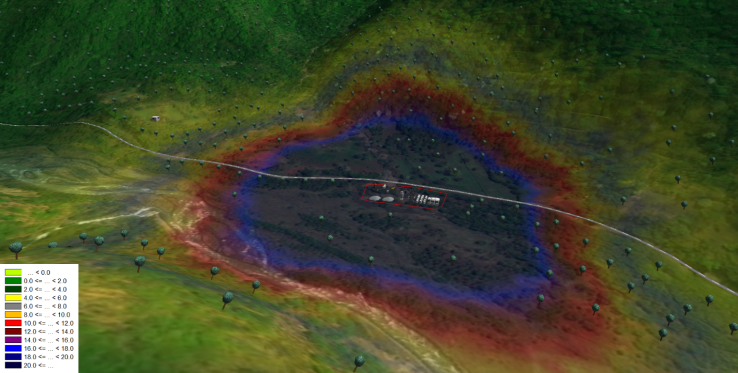 ... < 0.0
0.0 <= ... < 2.0
2.0 <= ... < 4.0
4.0 <= ... < 6.0
6.0 <= ... < 8.0
8.0 <= ... < 10.0
10.0 <= ... < 12.0
12.0 <= ... < 14.0
14.0 <= ... < 16.0
16.0 <= ... < 18.0
18.0 <= ... < 20.0
20.0 <= ...